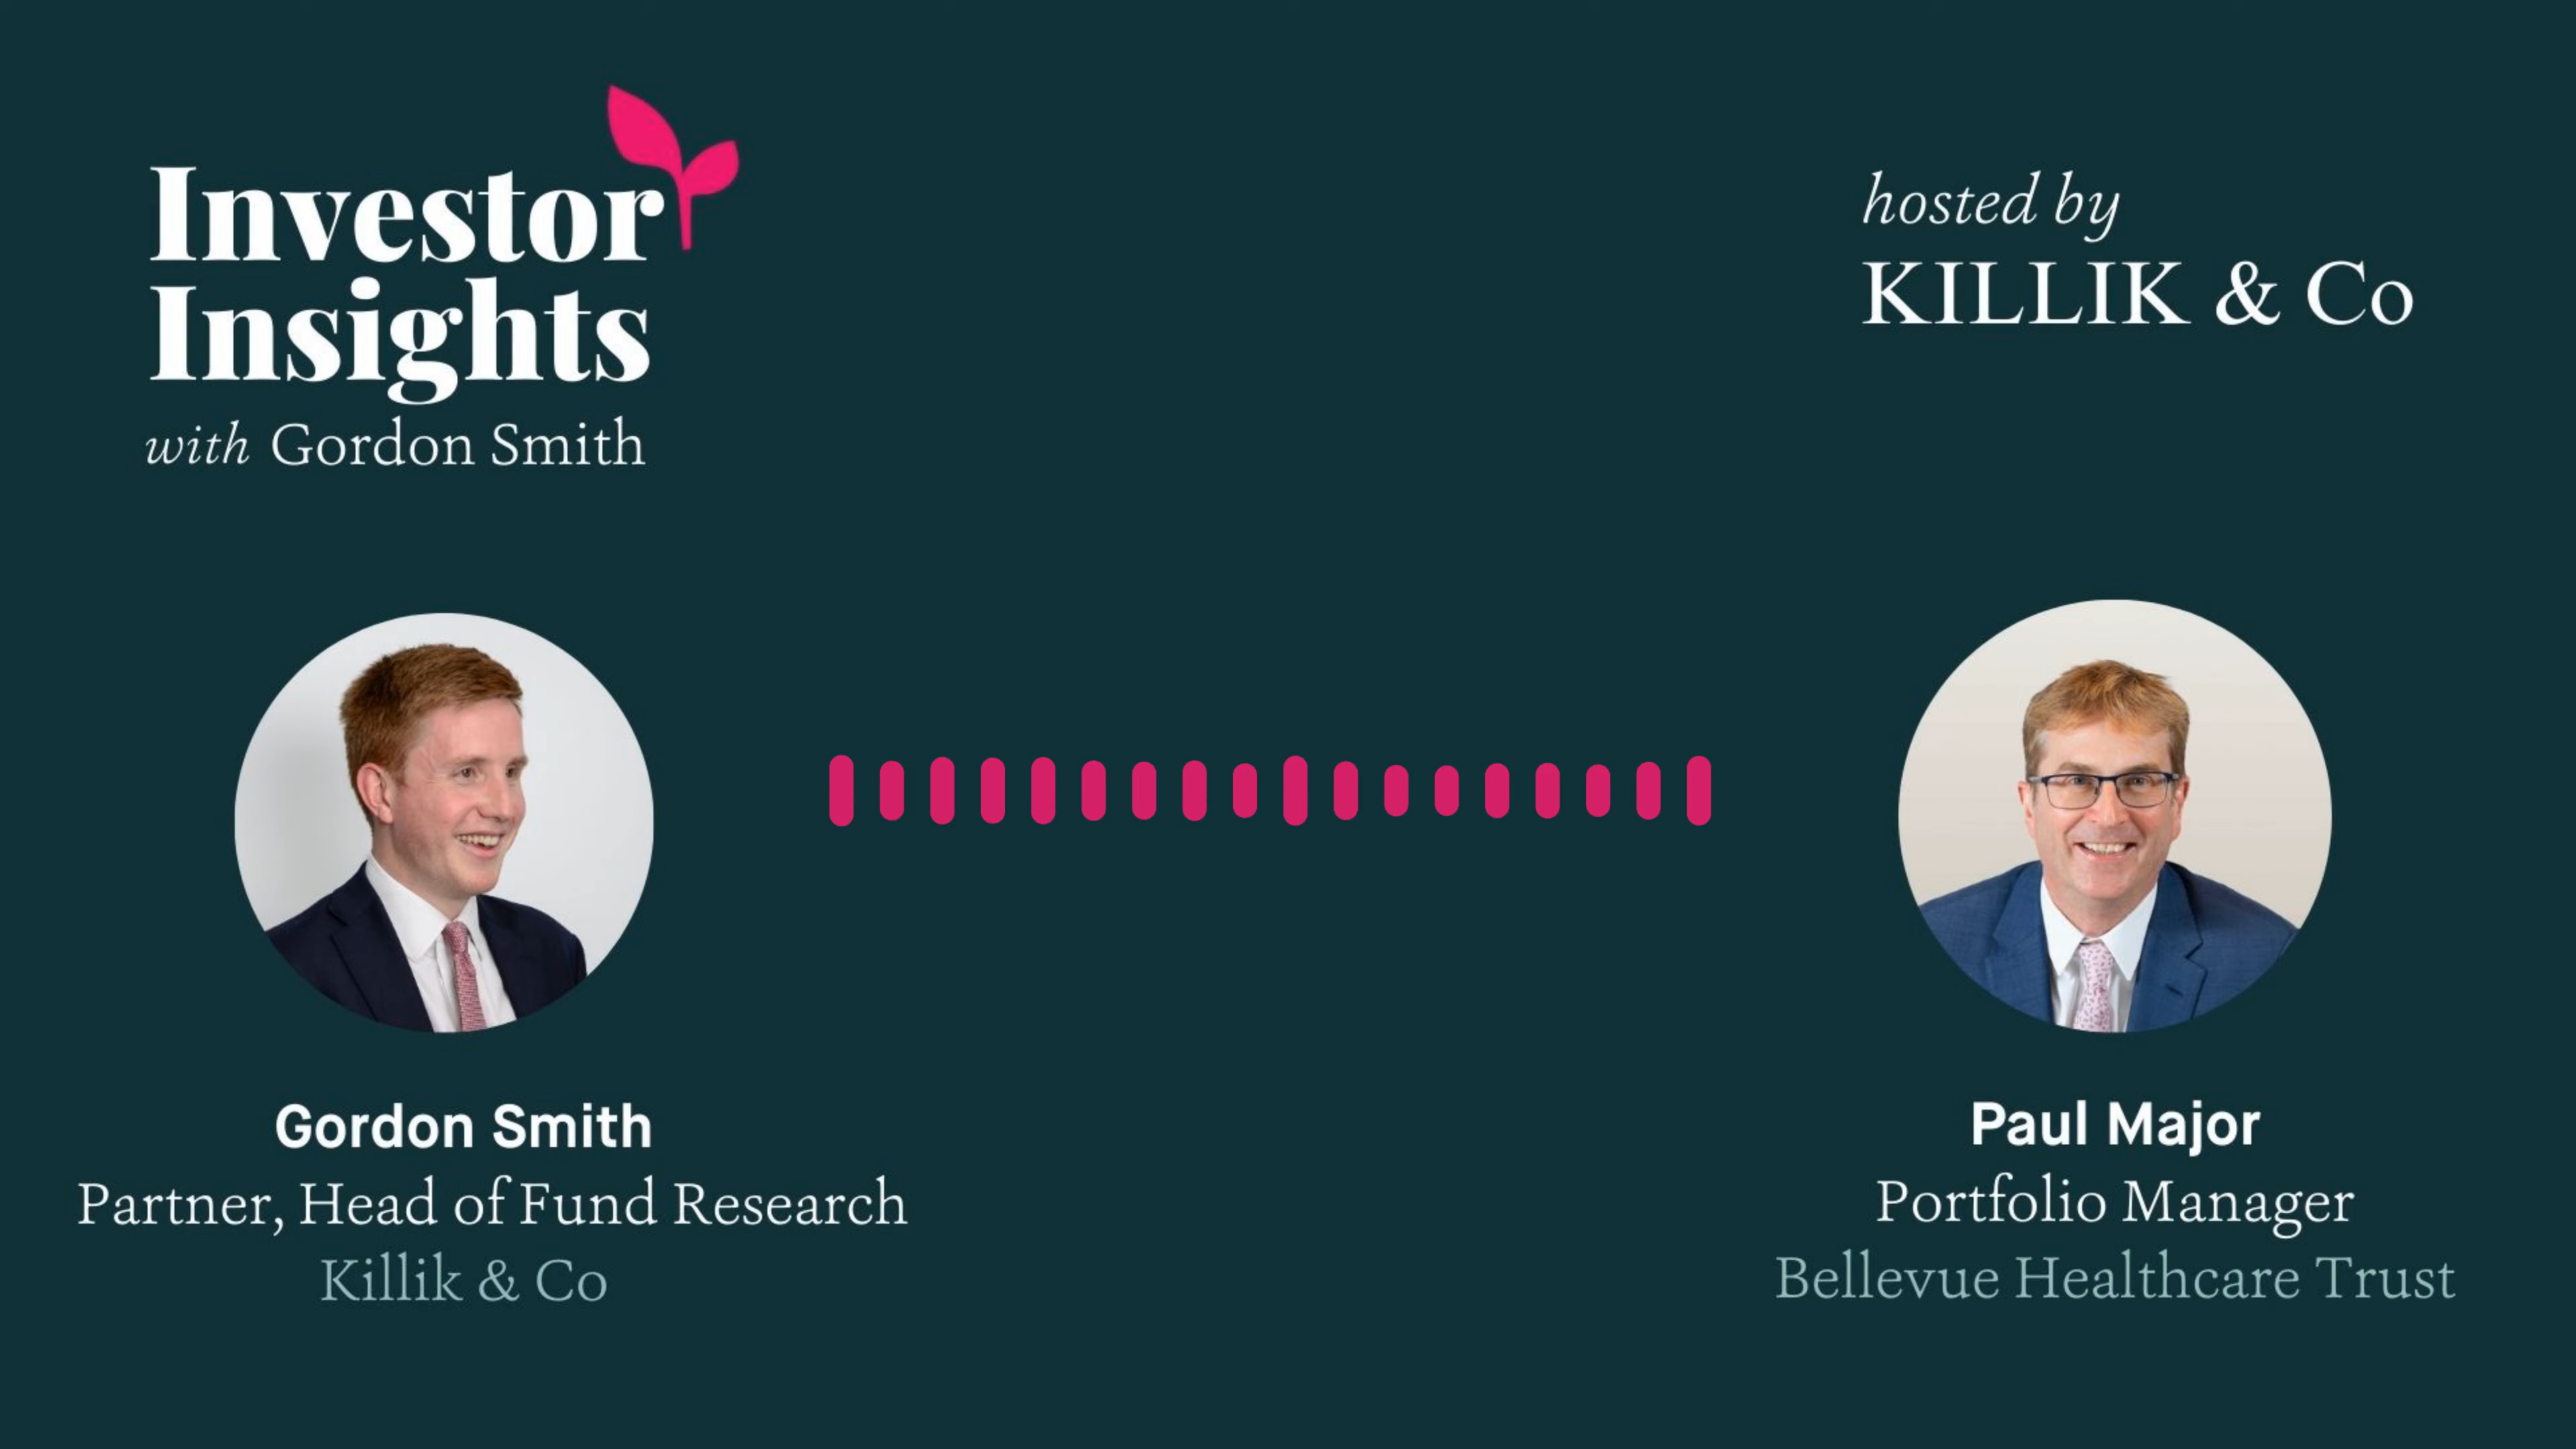 Investor
Insights
with Gordon Smith
hosted by
KILLIK & Co
Gordon Smith
Partner, Head of Fund Research
Killik & Co
Paul Major
Portfolio Manager
Bellevue Healthcare Trust